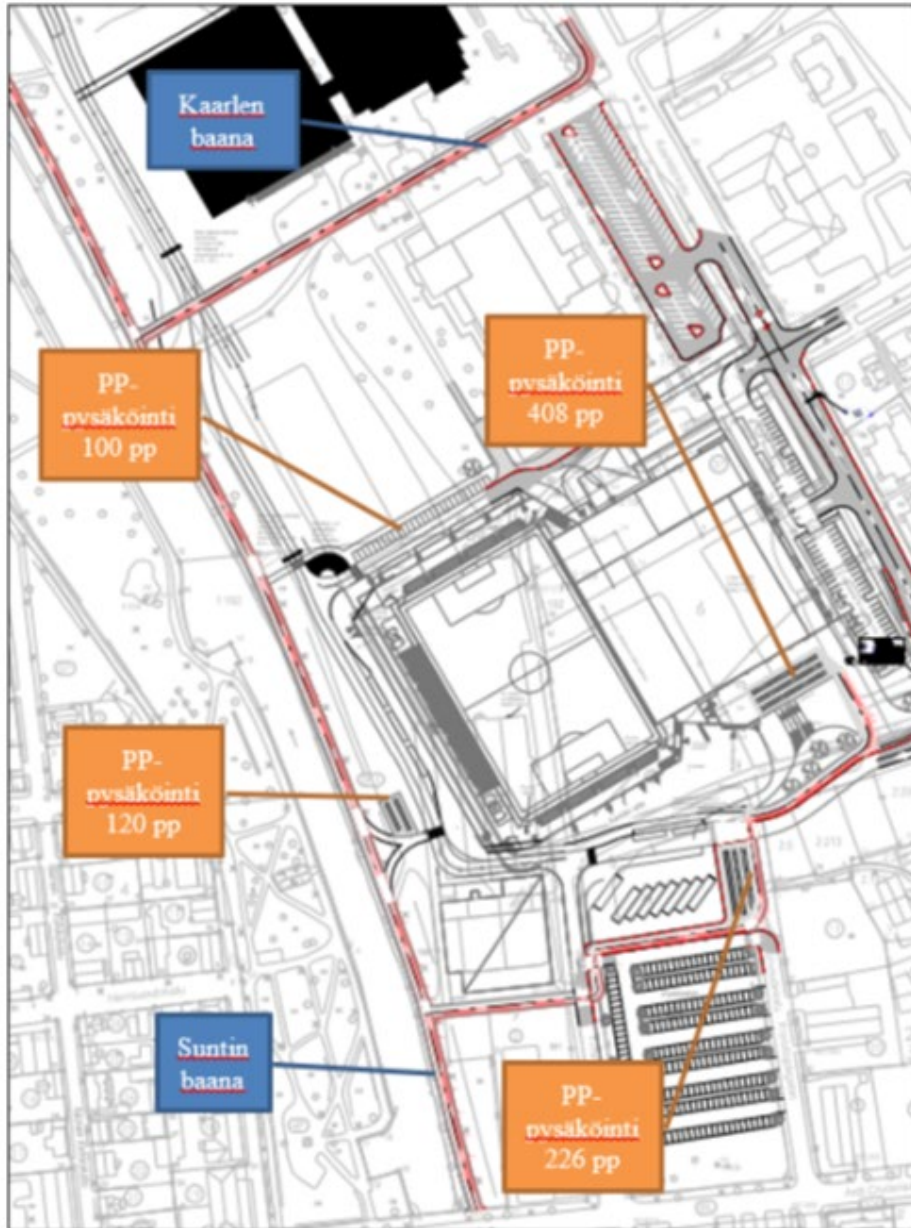 Kaarlen
baana
PP-
pysäköinti
408 pp
PP-
pysäköinti
100 pp
PP-
pysäköinti
120 pp
Suntin
baana
PP-
pysäköinti
226 pp